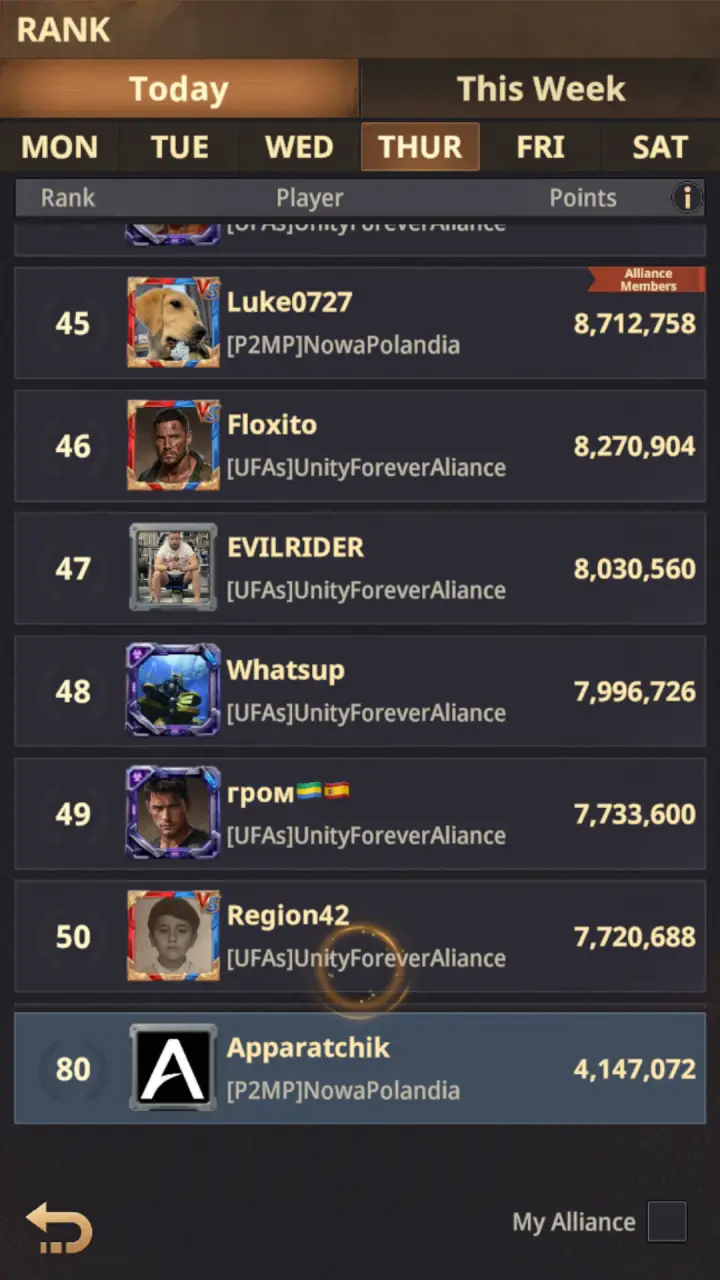 RANK
Today
This Week
MON
TUE
WED
THUR
FRI
SAT
Rank
Player
Points
[UFAs]UnityForeverAliance
Alliance
Members
45
Luke0727
8,712,758
[P2MP]NowaPolandia
46
Floxito
8,270,904
[UFAs]UnityForeverAliance
47
EVILRIDER
8,030,560
[UFAs]UnityForeverAliance
48
Whatsup
7,996,726
[UFAs]UnityForeverAliance
49
гром🇬🇦🇪🇸
7,733,600
[UFAs]UnityForeverAliance
50
Region42
7,720,688
[UFAs]UnityForeverAliance
80
Apparatchik
4,147,072
[P2MP]NowaPolandia
My Alliance